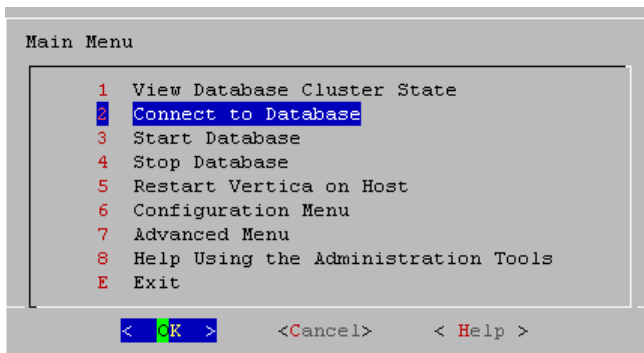 Main Menu
1 View Database Cluster State
2 Connect to Database
3 Start Database
4 Stop Database
5 Restart Vertica on Host
6 Configuration Menu
7 Advanced Menu
8 Help Using the Administration Tools
E Exit
< OK > <Cancel> < Help >